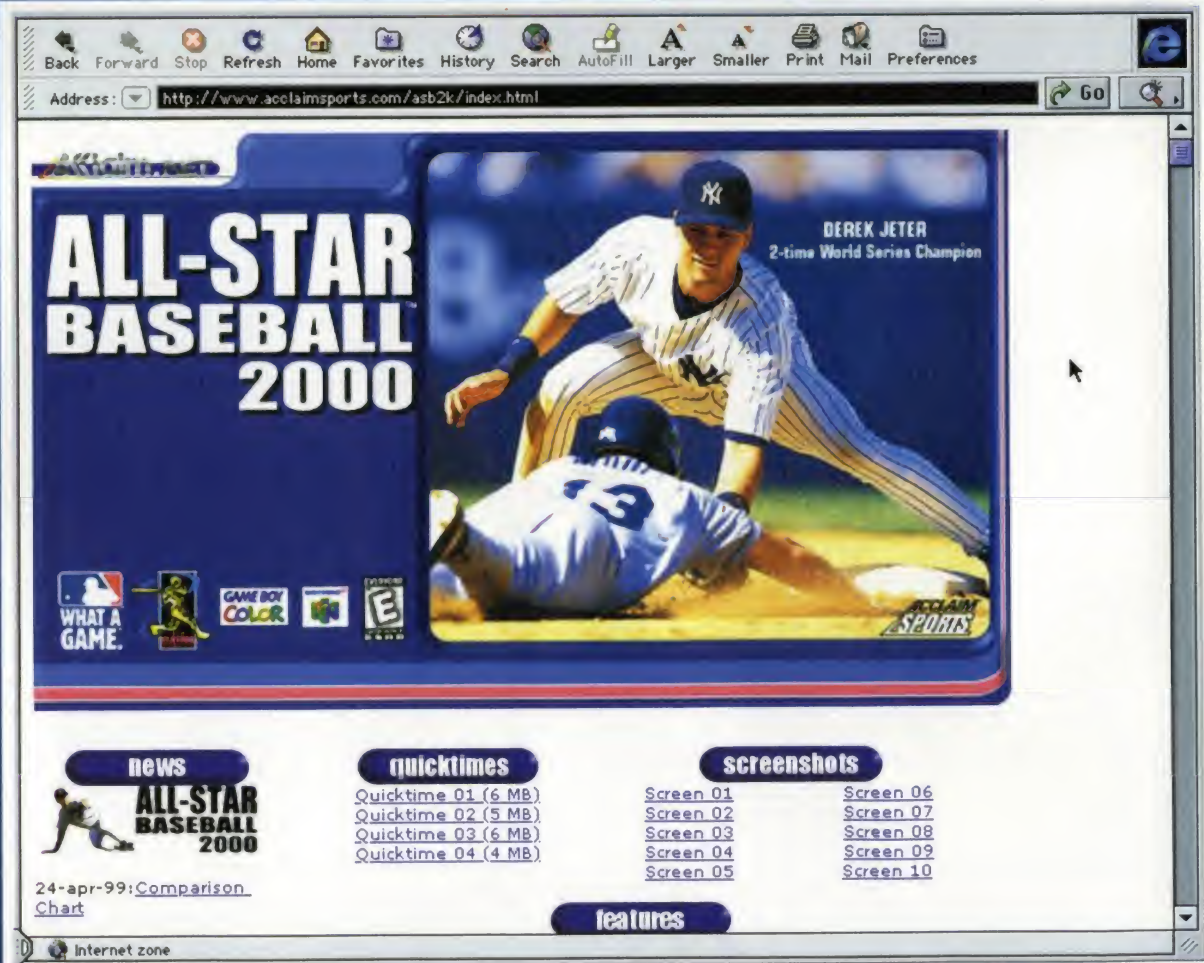 Back Forward Stop Refresh Home Favorites History Search AutoFill Larger Smaller Print Mail Preferences
Address: http://www.acclaimsports.com/asb2k/index.html Go
ALL-STAR
BASEBALL
2000
DEREK JETER
2-time World Series Champion
NY
13
WHAT A
GAME.
GAME BOY
COLOR
EVERYONE
E
ACCLAIM
SPORTS
news
ALL-STAR
BASEBALL
2000
24-apr-99:Comparison
Chart
quicktimes
Quicktime 01 (6 MB)
Quicktime 02 (5 MB)
Quicktime 03 (6 MB)
Quicktime 04 (4 MB)
screenshots
Screen 01
Screen 02
Screen 03
Screen 04
Screen 05
Screen 06
Screen 07
Screen 08
Screen 09
Screen 10
features
Internet zone